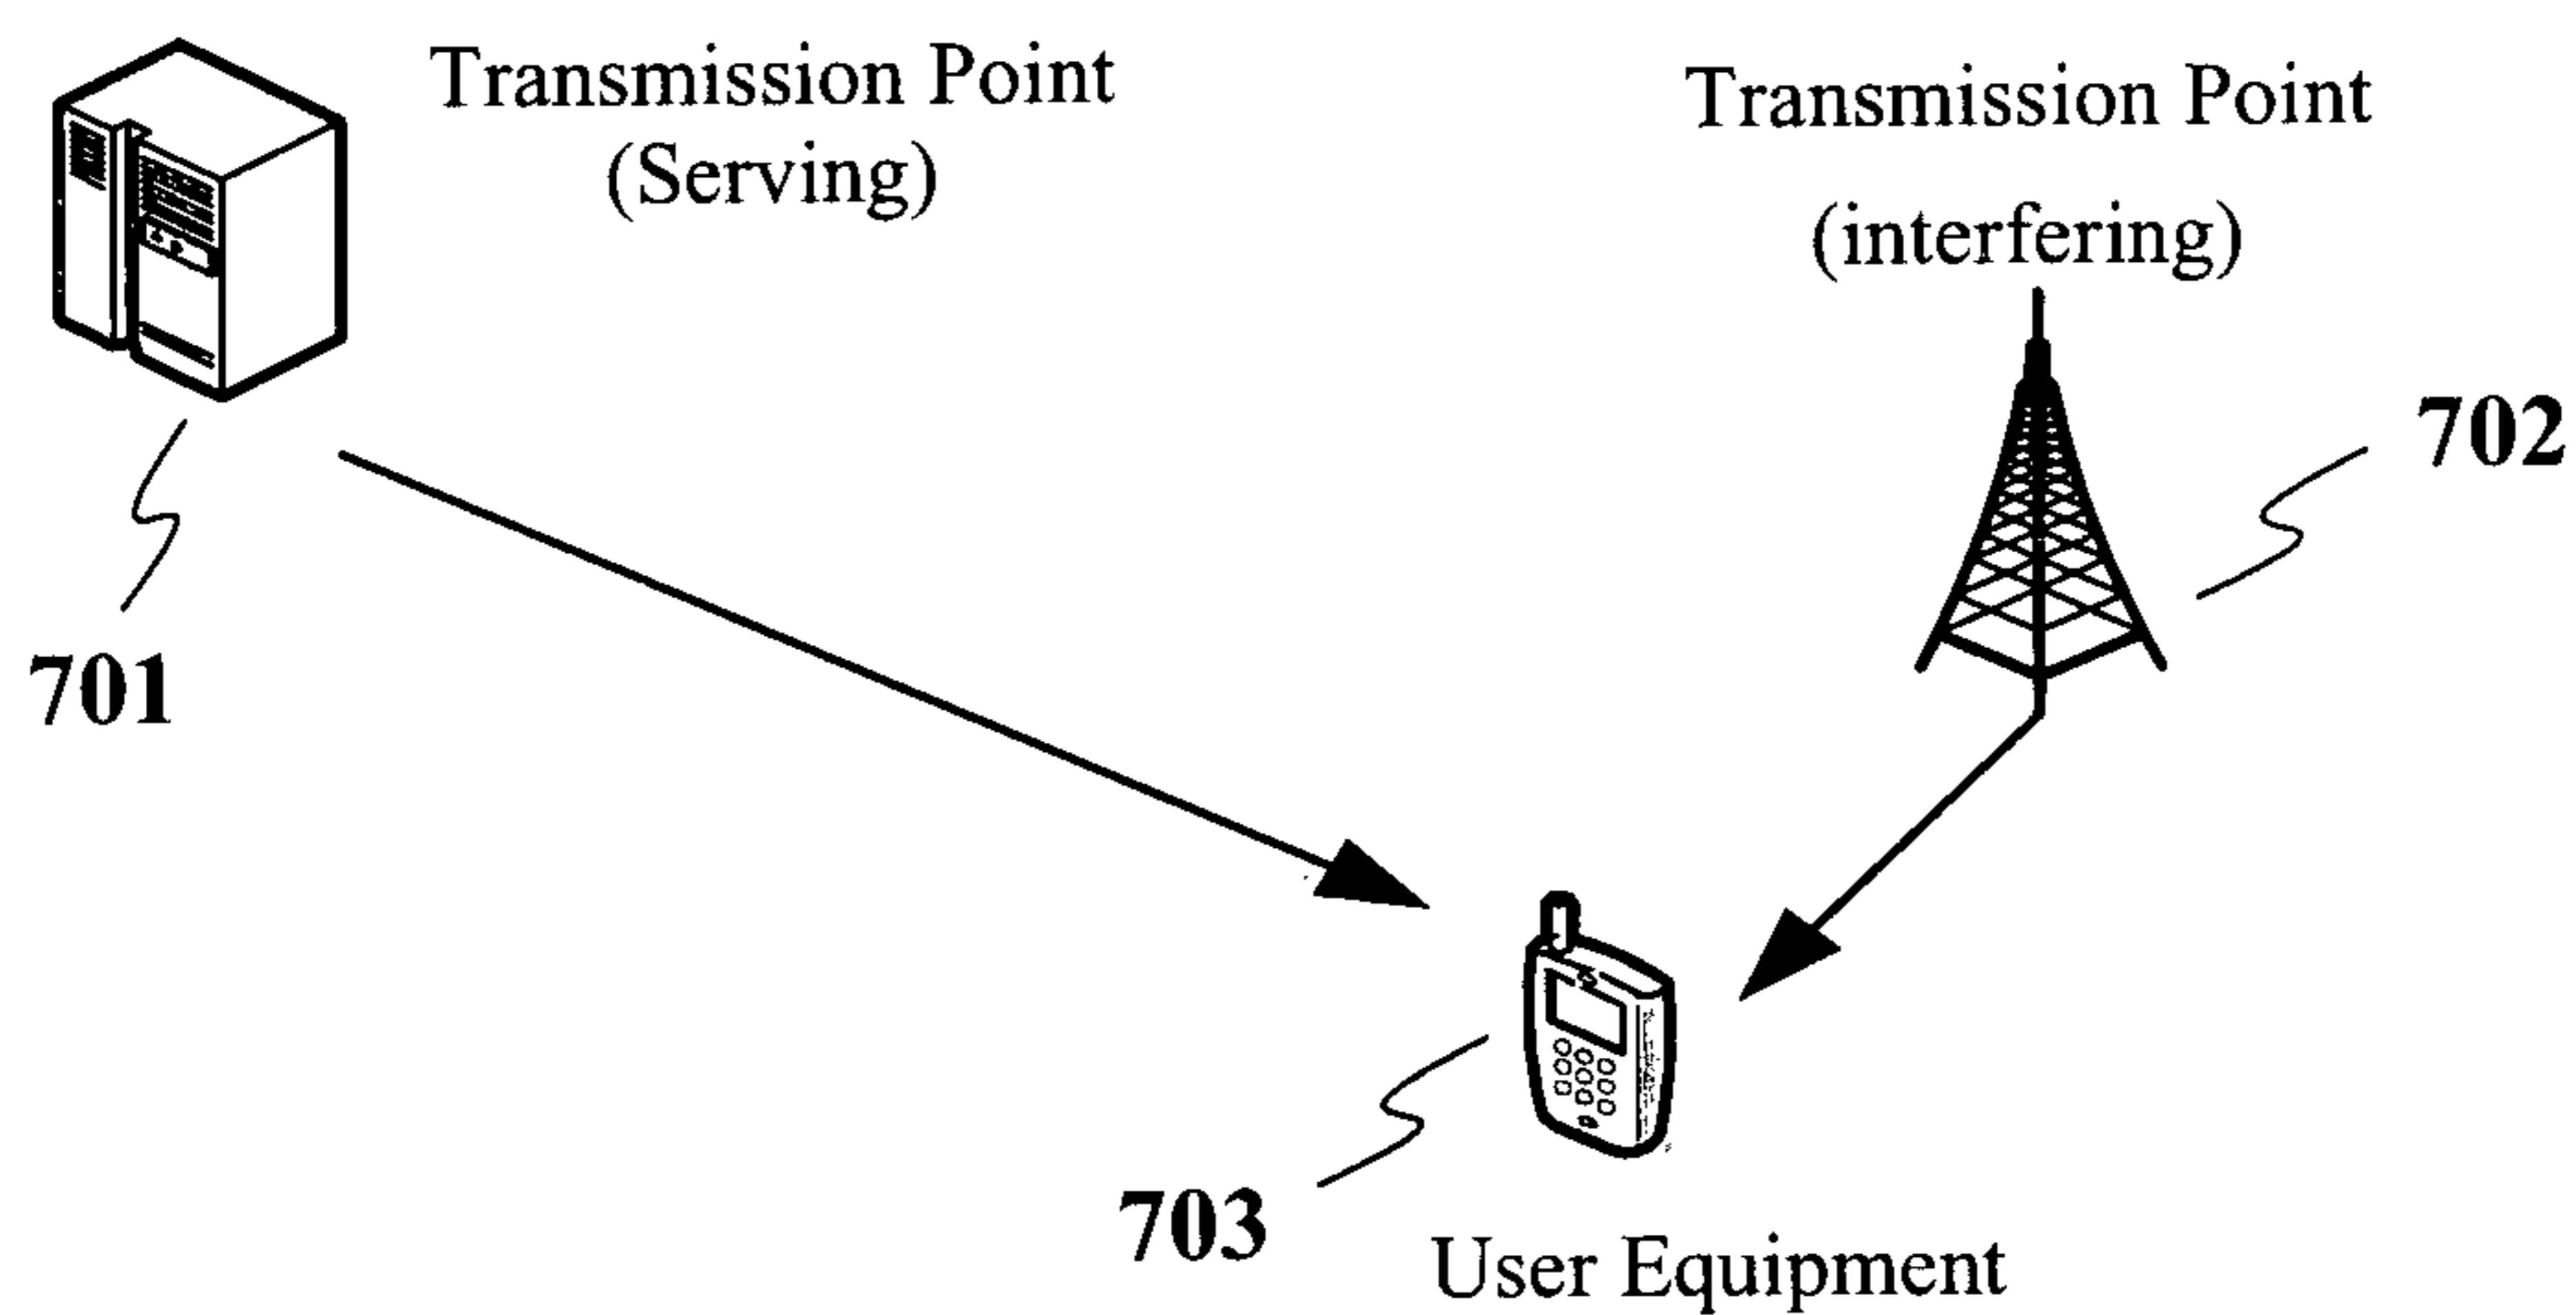 Transmission Point
(Serving)
Transmission Point
(interfering)
702
701
703
User Equipment